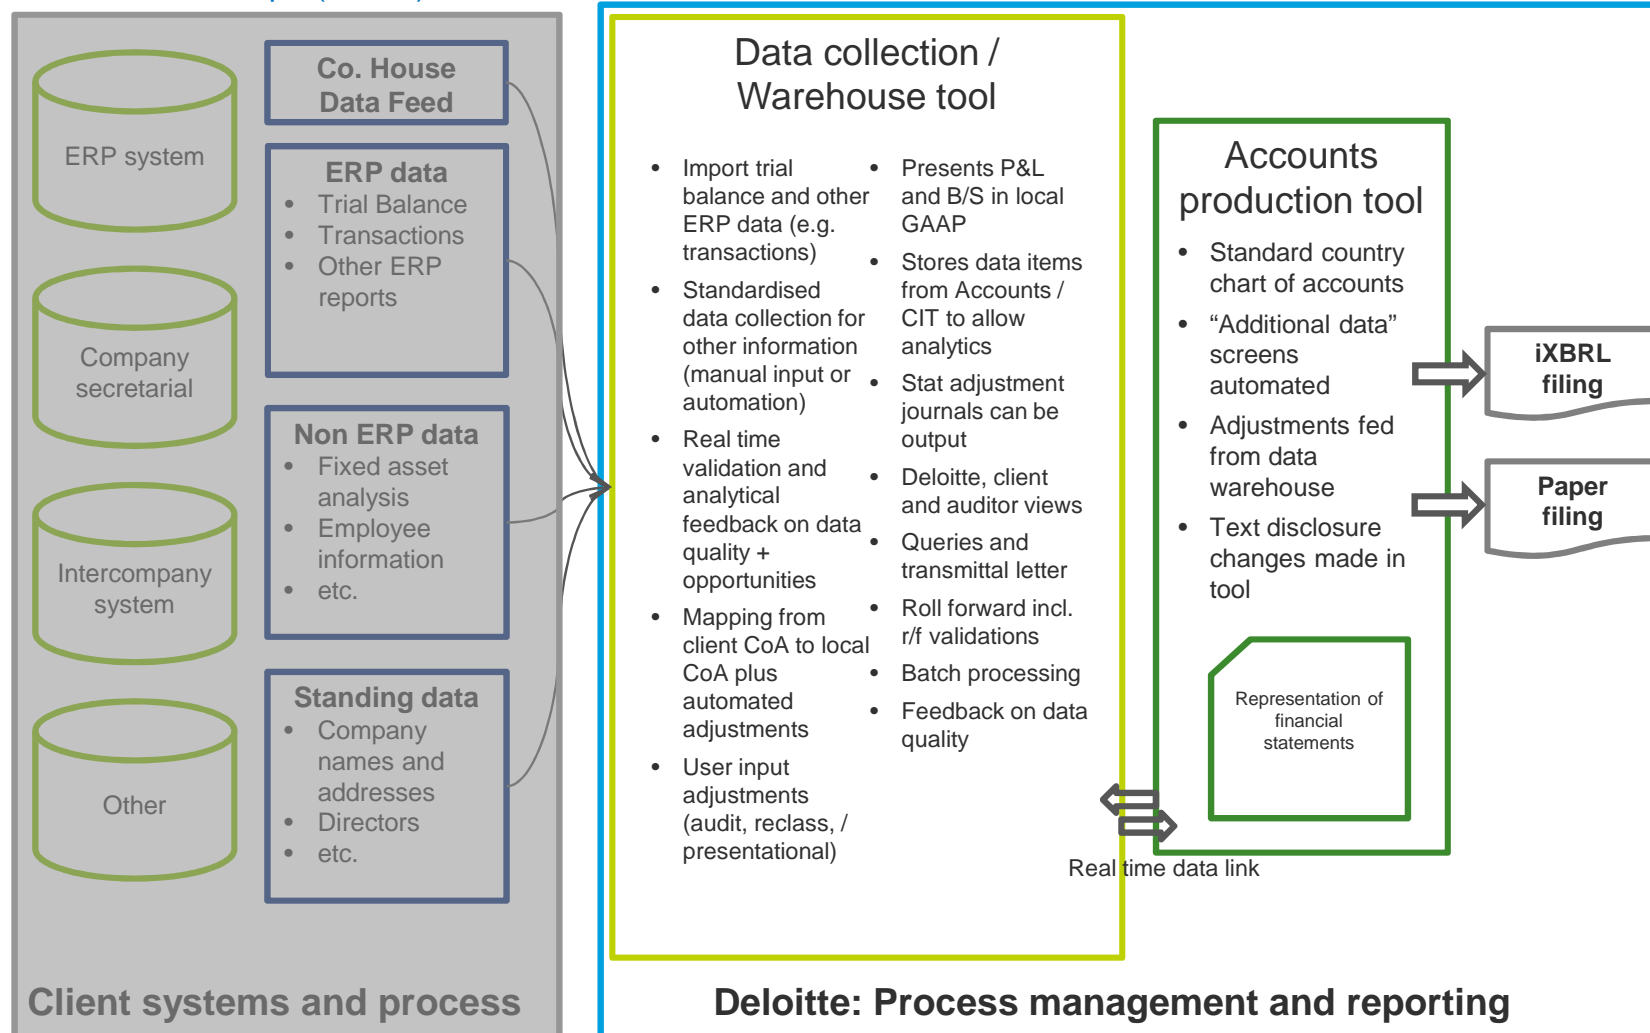 ERP system
Company
secretarial
Intercompany
system
Other
Co. House
Data Feed
ERP data
• Trial Balance
• Transactions
• Other ERP
reports
Non ERP data
• Fixed asset
analysis
• Employee
information
• etc.
Standing data
• Company
names and
addresses
• Directors
• etc.
Client systems and process
Data collection /
Warehouse tool
• Import trial
balance and other
ERP data (e.g.
transactions)
• Standardised
data collection for
other information
(manual input or
automation)
• Real time
validation and
analytical
feedback on data
quality +
opportunities
• Mapping from
client CoA to local
CoA plus
automated
adjustments
• User input
adjustments
(audit, reclass, /
presentational)
• Presents P&L
and B/S in local
GAAP
• Stores data items
from Accounts /
CIT to allow
analytics
• Stat adjustment
journals can be
output
• Deloitte, client
and auditor views
• Queries and
transmittal letter
• Roll forward incl.
r/f validations
• Batch processing
• Feedback on data
quality
Accounts
production tool
• Standard country
chart of accounts
• “Additional data”
screens
automated
• Adjustments fed
from data
warehouse
• Text disclosure
changes made in
tool
Representation of
financial
statements
Real time data link
iXBRL
filing
Paper
filing
Deloitte: Process management and reporting